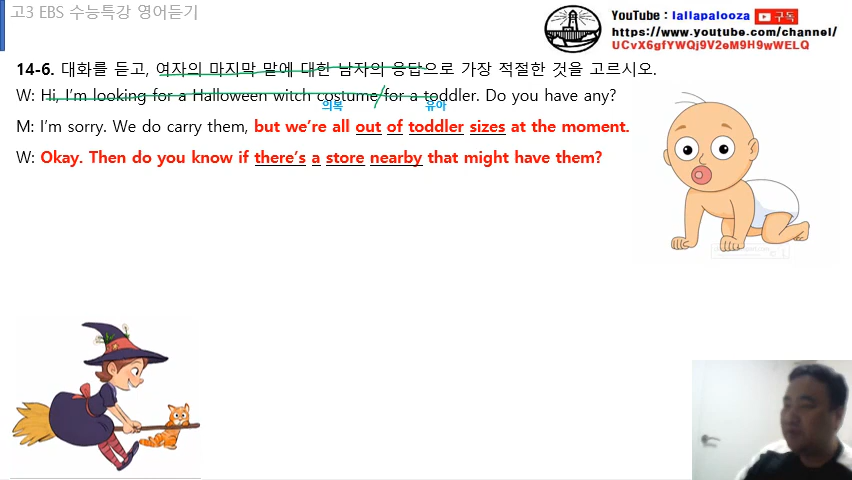 고3 EBS 수능특강 영어듣기
YouTube : lallapalooza 구독
https://www.youtube.com/channel/
UCvX6gfYWQj9V2eM9H9wWELQ
14-6. 대화를 듣고, 여자의 마지막 말에 대한 남자의 응답으로 가장 적절한 것을 고르시오.
W: Hi, I'm looking for a Halloween witch costume/for a toddler. Do you have any?
의복 유아
M: I'm sorry. We do carry them, but we're all out of toddler sizes at the moment.
W: Okay. Then do you know if there's a store nearby that might have them?